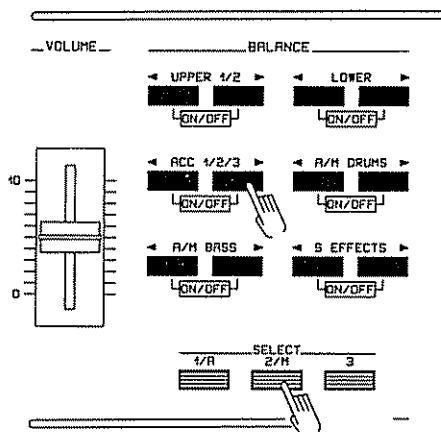 VOLUME
BALANCE
◄ UPPER 1/2 ►
◄ LOWER ►
ON/OFF
ON/OFF
10
◄ ACC 1/2/3 ►
◄ A/M DRUMS ►
ON/OFF
ON/OFF
◄ A/M BASS ►
◄ S EFFECTS ►
0
ON/OFF
ON/OFF
SELECT
1/A
2/M
3